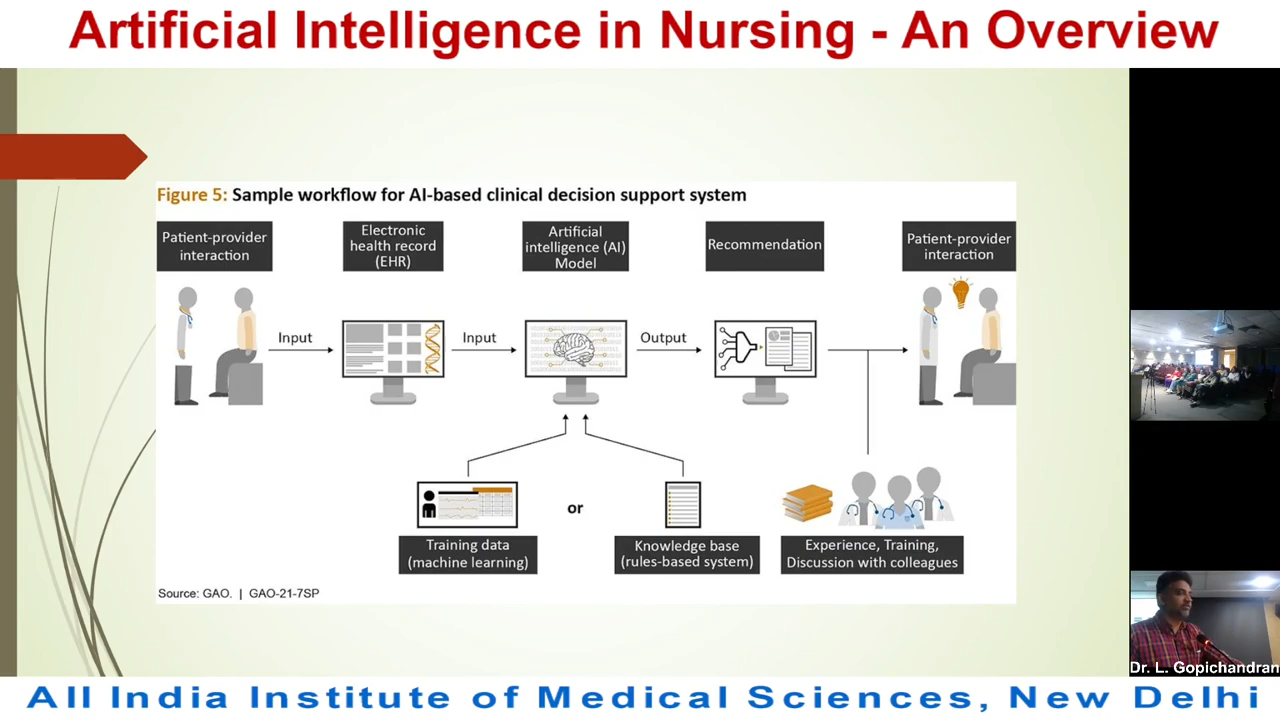 Artificial Intelligence in Nursing - An Overview
Figure 5: Sample workflow for AI-based clinical decision support system
Patient-provider
interaction
Electronic
health record
(EHR)
Artificial
intelligence (AI)
Model
Recommendation
Patient-provider
interaction
Input
Input
Output
or
Training data
(machine learning)
Knowledge base
(rules-based system)
Experience, Training,
Discussion with colleagues
Source: GAO. | GAO-21-7SP
Dr. L. Gopichandran
All India Institute of Medical Sciences, New Delhi